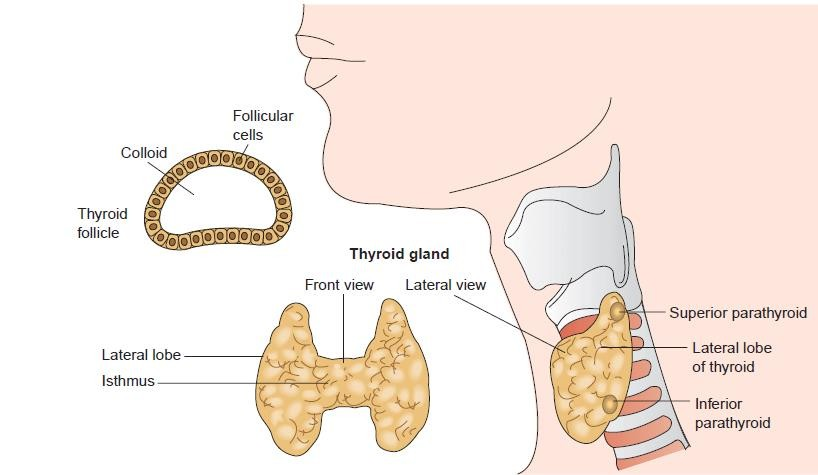 Follicular
cells
Colloid
Thyroid
follicle
Thyroid gland
Front view
Lateral view
Lateral lobe
Isthmus
Superior parathyroid
Lateral lobe
of thyroid
Inferior
parathyroid